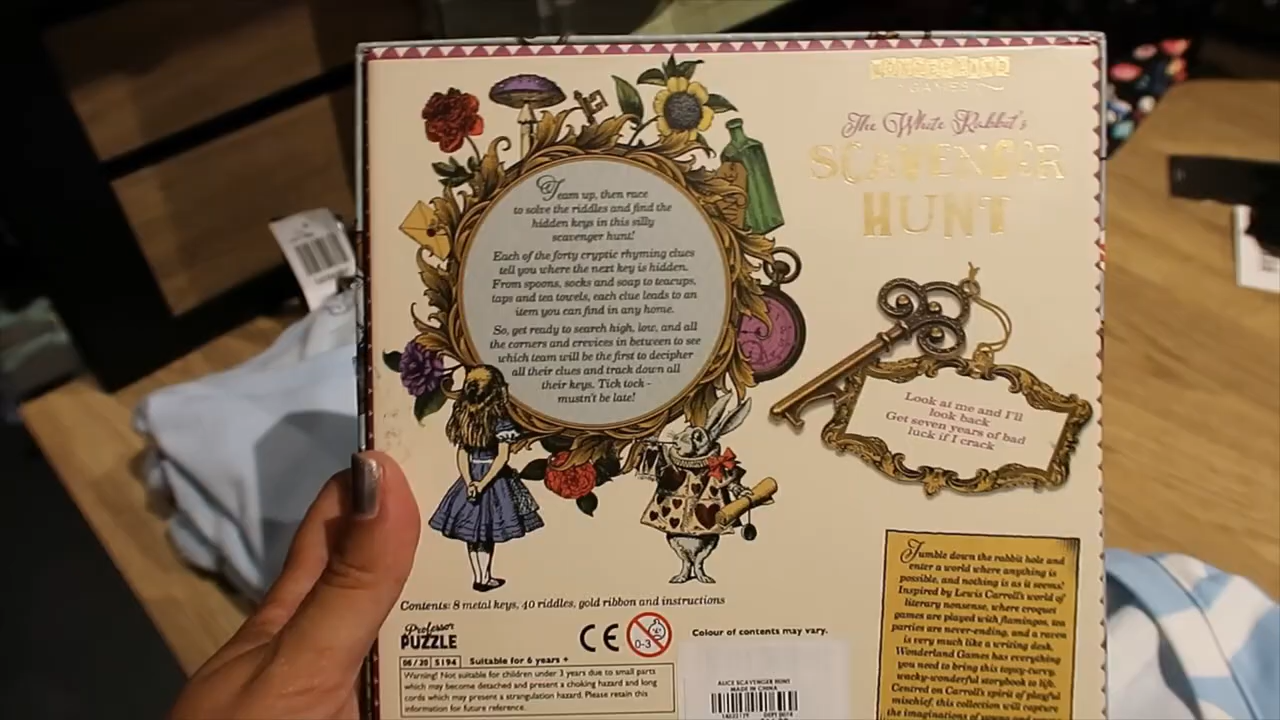 WONDERLAND
GAMES
The White Rabbit's
SCAVENGER
HUNT
Team up, then race
to solve the riddles and find the
hidden keys in this silly
scavenger hunt!
Each of the forty cryptic rhyming clues
tell you where the next key is hidden.
From spoons, socks and soap to teacups,
taps and tea towels, each clue leads to an
item you can find in any home.
So, get ready to search high, low, and all
the corners and crevices in between to see
which team will be the first to decipher
all their clues and track down all
their keys. Tick tock -
mustn't be late!
Look at me and I'll
look back
Get seven years of bad
luck if I crack
Tumble down the rabbit hole and
enter a world where anything is
possible, and nothing is as it seems!
Inspired by Lewis Carroll's world of
literary nonsense, where croquet
games are played with flamingos, tea
parties are never-ending, and a raven
is very much like a writing desk,
Wonderland Games has everything
you need to bring this topsy-curvy,
wacky-wonderful storybook to life.
Centred on Carroll's spirit of playful
mischief, this collection will capture
the imaginations of young and
Contents: 8 metal keys, 40 riddles, gold ribbon and instructions
Professor
PUZZLE
CE
0-3
Colour of contents may vary.
06/20 5194 Suitable for 6 years +
Warning! Not suitable for children under 3 years due to small parts
which may become detached and present a choking hazard and long
cords which may present a strangulation hazard. Please retain this
information for future reference.
ALICE SCAVENGER HUNT
MADE IN CHINA